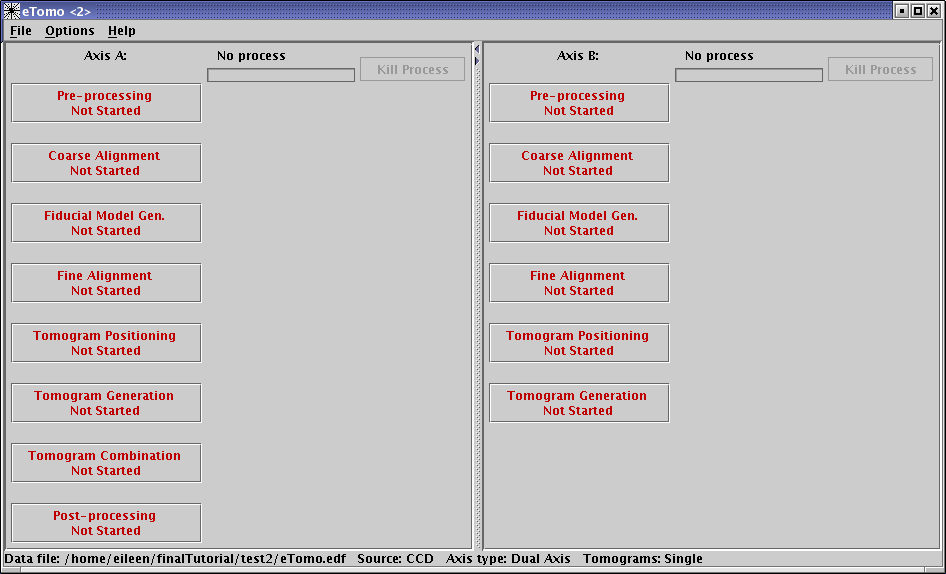 eTomo <2>
File Options Help
Axis A:
No process
Kill Process
Pre-processing
Not Started
Coarse Alignment
Not Started
Fiducial Model Gen.
Not Started
Fine Alignment
Not Started
Tomogram Positioning
Not Started
Tomogram Generation
Not Started
Tomogram Combination
Not Started
Post-processing
Not Started
Axis B:
No process
Kill Process
Pre-processing
Not Started
Coarse Alignment
Not Started
Fiducial Model Gen.
Not Started
Fine Alignment
Not Started
Tomogram Positioning
Not Started
Tomogram Generation
Not Started
Data file: /home/eileen/finalTutorial/test2/eTomo.edf Source: CCD Axis type: Dual Axis Tomograms: Single